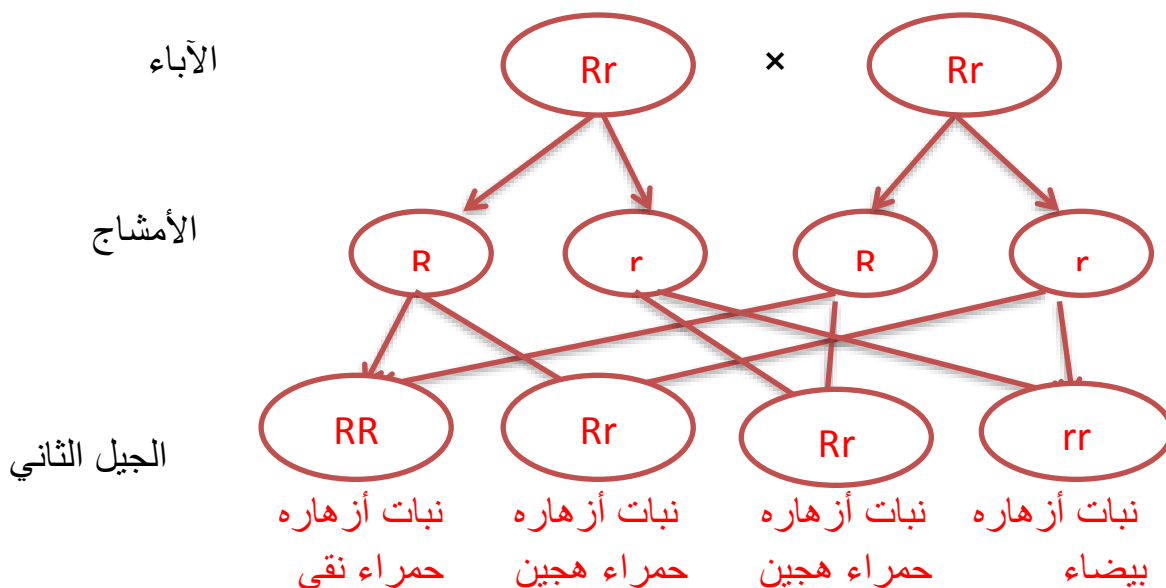 الآباء Rr × Rr
الأمشاج R r R r
الجيل الثاني RR Rr Rr rr
نبات أزهاره نبات أزهاره نبات أزهاره نبات أزهاره
حمراء نقي حمراء هجين حمراء هجين بيضاء